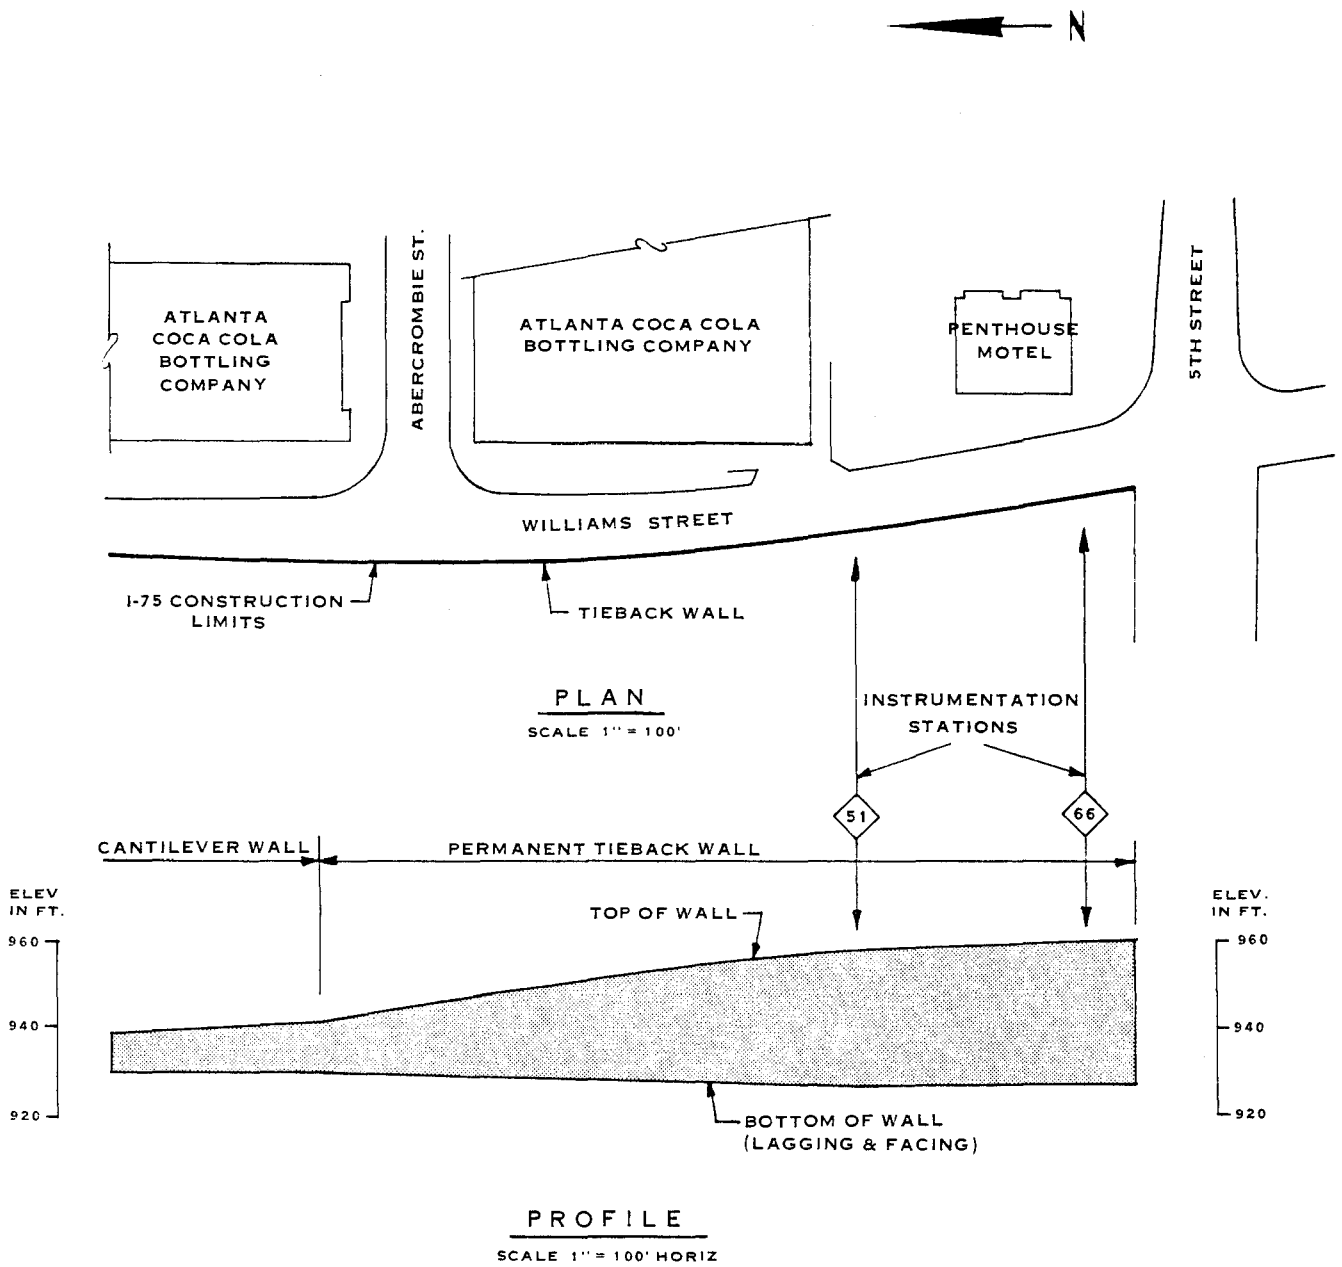 N
ATLANTA
COCA COLA
BOTTLING
COMPANY
ABERCROMBIE ST.
ATLANTA COCA COLA
BOTTLING COMPANY
PENTHOUSE
MOTEL
5TH STREET
WILLIAMS STREET
I-75 CONSTRUCTION
LIMITS
TIEBACK WALL
PLAN
SCALE 1" = 100'
INSTRUMENTATION
STATIONS
51
66
CANTILEVER WALL
PERMANENT TIEBACK WALL
ELEV
IN FT.
960
940
920
TOP OF WALL
ELEV.
IN FT.
960
940
920
BOTTOM OF WALL
(LAGGING & FACING)
PROFILE
SCALE 1" = 100' HORIZ